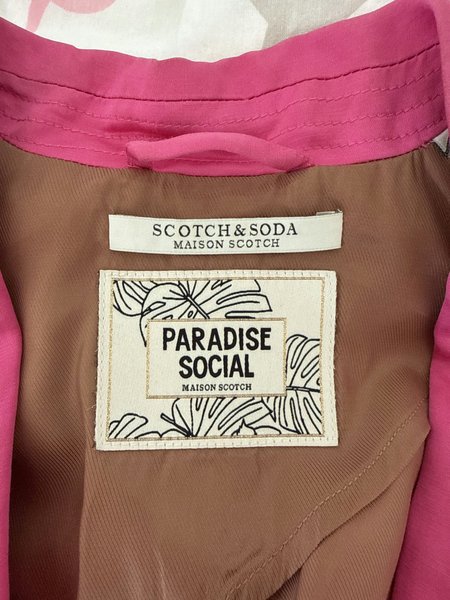 SCOTCH & SODA
MAISON SCOTCH
PARADISE
SOCIAL
MAISON SCOTCH